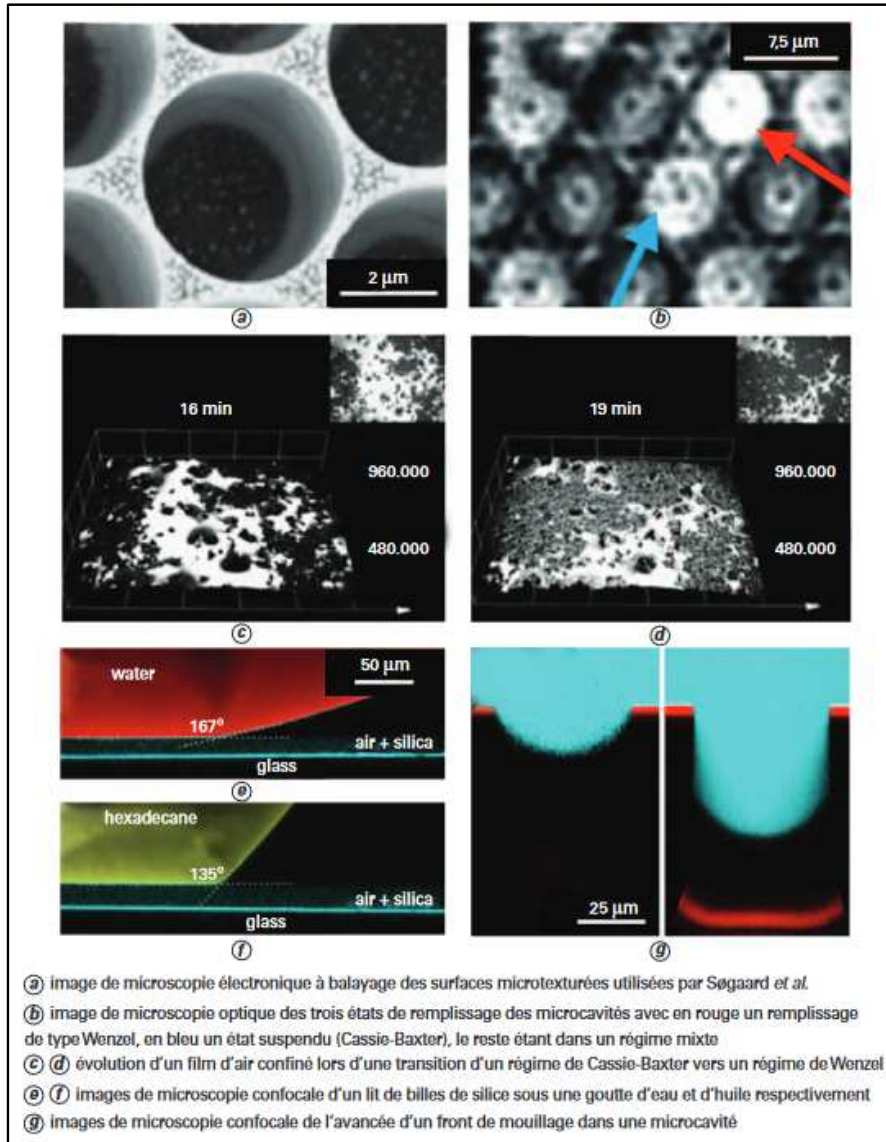 2 µm
ⓐ
7,5 µm
ⓑ
16 min
960.000
480.000
ⓒ
19 min
960.000
480.000
ⓓ
water
50 µm
167º
air + silica
glass
ⓔ
hexadecane
135º
air + silica
glass
ⓕ
25 µm
ⓖ
ⓐ image de microscopie électronique à balayage des surfaces microtexturées utilisées par Søgaard et al.
ⓑ image de microscopie optique des trois états de remplissage des microcavités avec en rouge un remplissage
de type Wenzel, en bleu un état suspendu (Cassie-Baxter), le reste étant dans un régime mixte
ⓒ ⓓ évolution d'un film d'air confiné lors d'une transition d'un régime de Cassie-Baxter vers un régime de Wenzel
ⓔ ⓕ images de microscopie confocale d'un lit de billes de silice sous une goutte d'eau et d'huile respectivement
ⓖ images de microscopie confocale de l'avancée d'un front de mouillage dans une microcavité